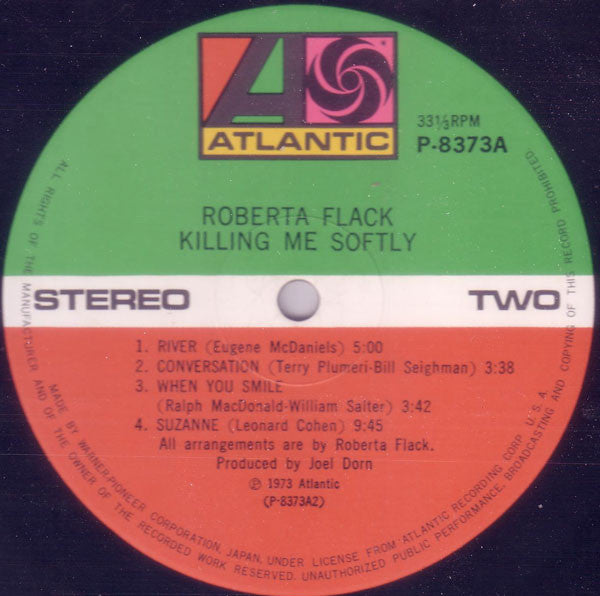 ATLANTIC
33⅓RPM
P-8373A
ROBERTA FLACK
KILLING ME SOFTLY
STEREO
TWO
1. RIVER (Eugene McDaniels) 5:00
2. CONVERSATION (Terry Plumeri-Bill Seighman) 3:38
3. WHEN YOU SMILE
(Ralph MacDonald-William Salter) 3:42
4. SUZANNE (Leonard Cohen) 9:45
All arrangements are by Roberta Flack.
Produced by Joel Dorn
Ⓟ 1973 Atlantic
(P-8373A2)
ALL RIGHTS OF THE MANUFACTURER AND OF THE OWNER OF THE RECORDED WORK RESERVED. UNAUTHORIZED PUBLIC PERFORMANCE, BROADCASTING AND COPYING OF THIS RECORD PROHIBITED.
MADE BY WARNER-PIONEER CORPORATION, JAPAN, UNDER LICENSE FROM ATLANTIC RECORDING CORP. U.S.A.